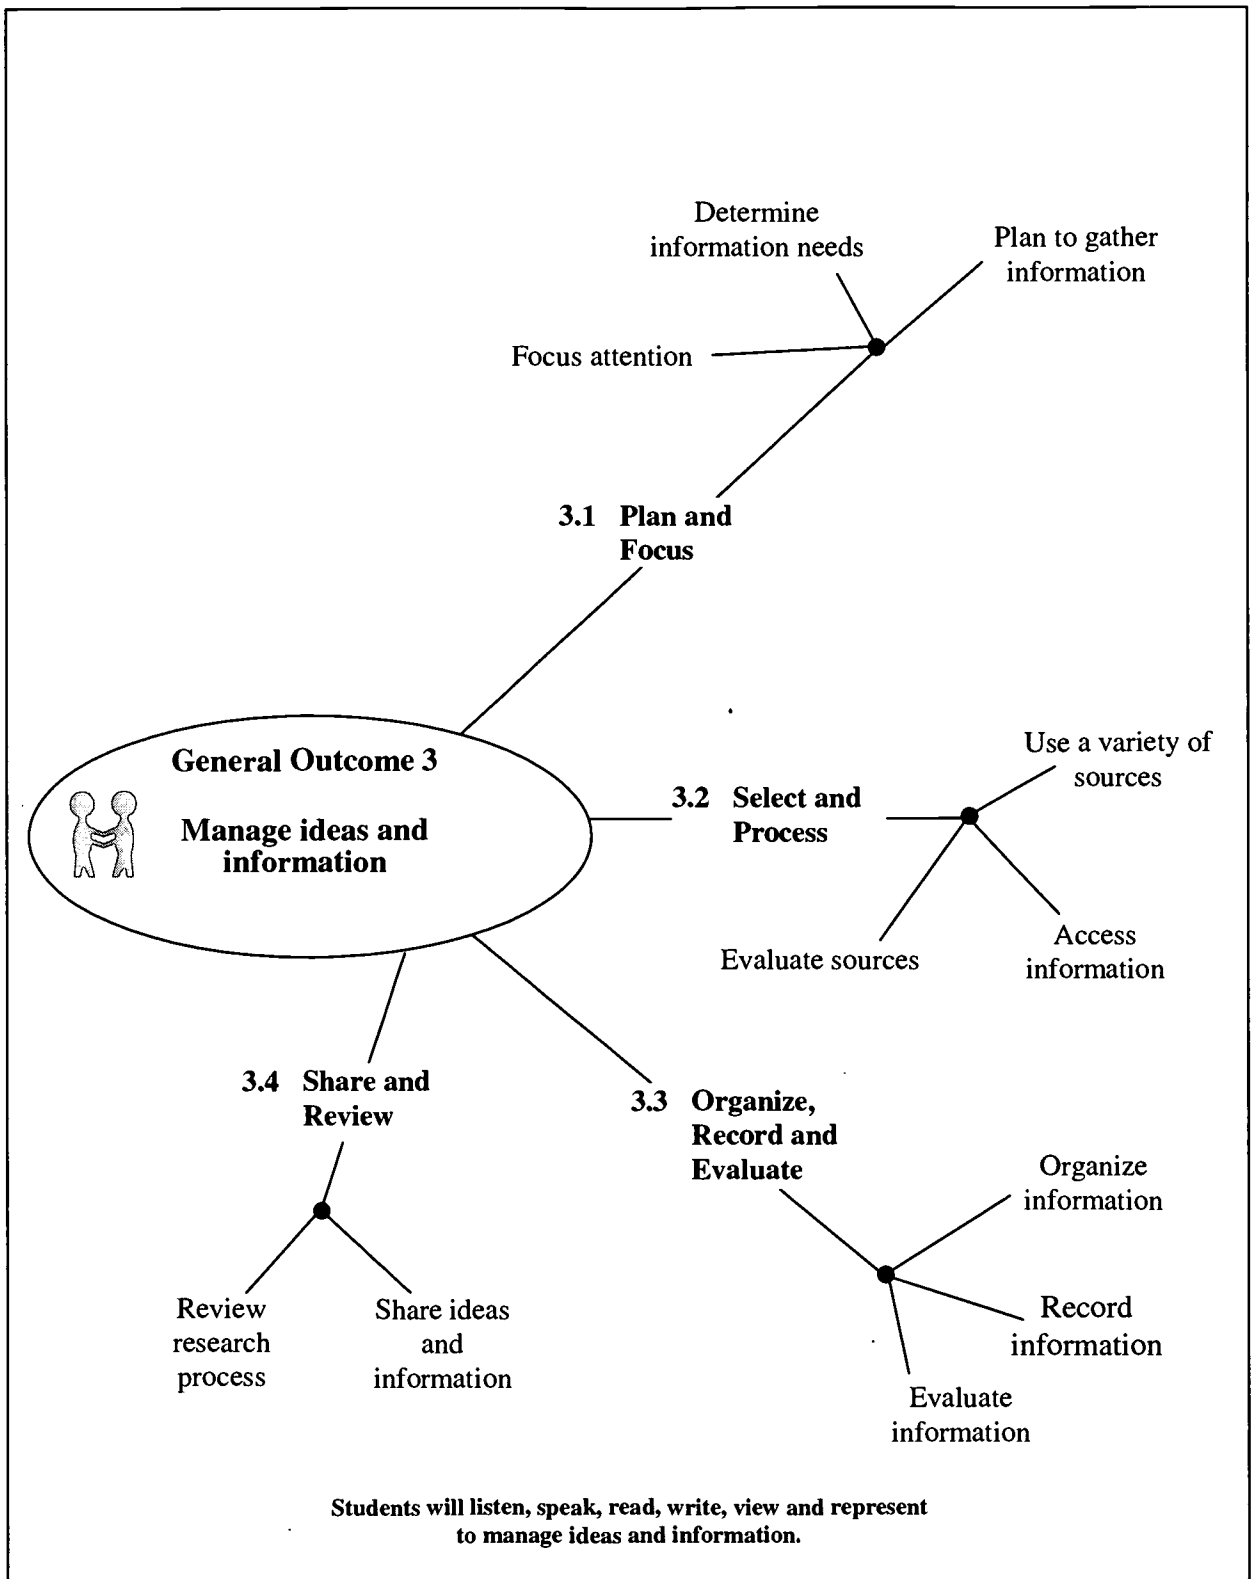 Determine
information needs
Plan to gather
information
Focus attention
3.1 Plan and
Focus
General Outcome 3
Manage ideas and
information
3.2 Select and
Process
Use a variety of
sources
Evaluate sources
Access
information
3.4 Share and
Review
3.3 Organize,
Record and
Evaluate
Organize
information
Record
information
Evaluate
information
Review
research
process
Share ideas
and
information
Students will listen, speak, read, write, view and represent
to manage ideas and information.